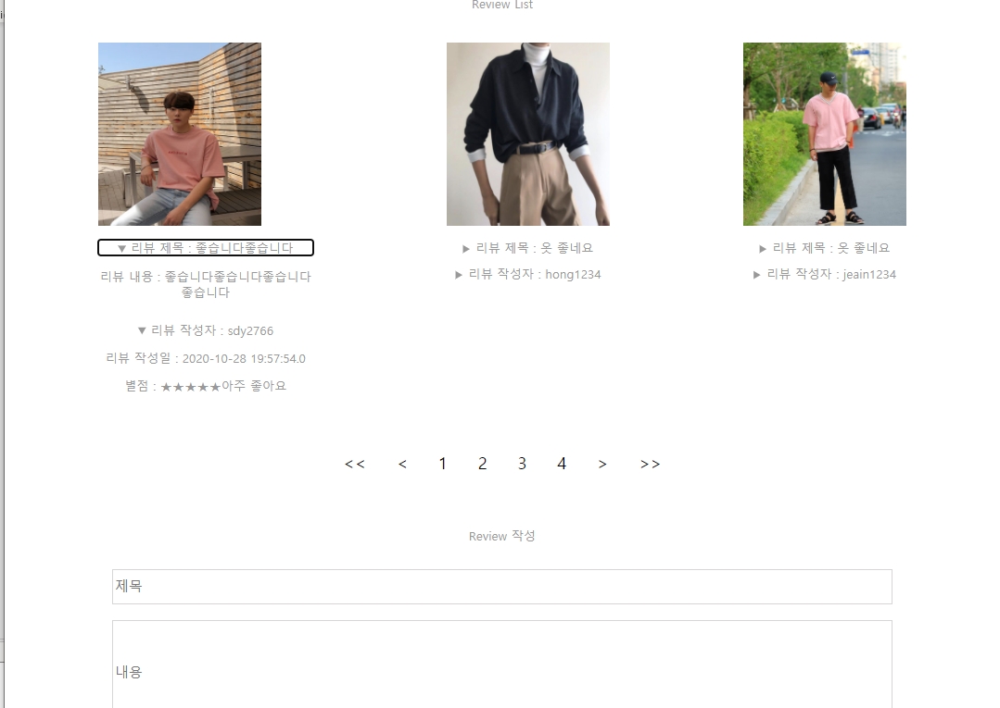 Review List
▼ 리뷰 제목 : 좋습니다좋습니다
리뷰 내용 : 좋습니다좋습니다좋습니다
좋습니다
▼ 리뷰 작성자 : sdy2766
리뷰 작성일 : 2020-10-28 19:57:54.0
별점 : ★★★★★아주 좋아요
▶ 리뷰 제목 : 옷 좋네요
▶ 리뷰 작성자 : hong1234
▶ 리뷰 제목 : 옷 좋네요
▶ 리뷰 작성자 : jeain1234
<< < 1 2 3 4 > >>
Review 작성
제목
내용